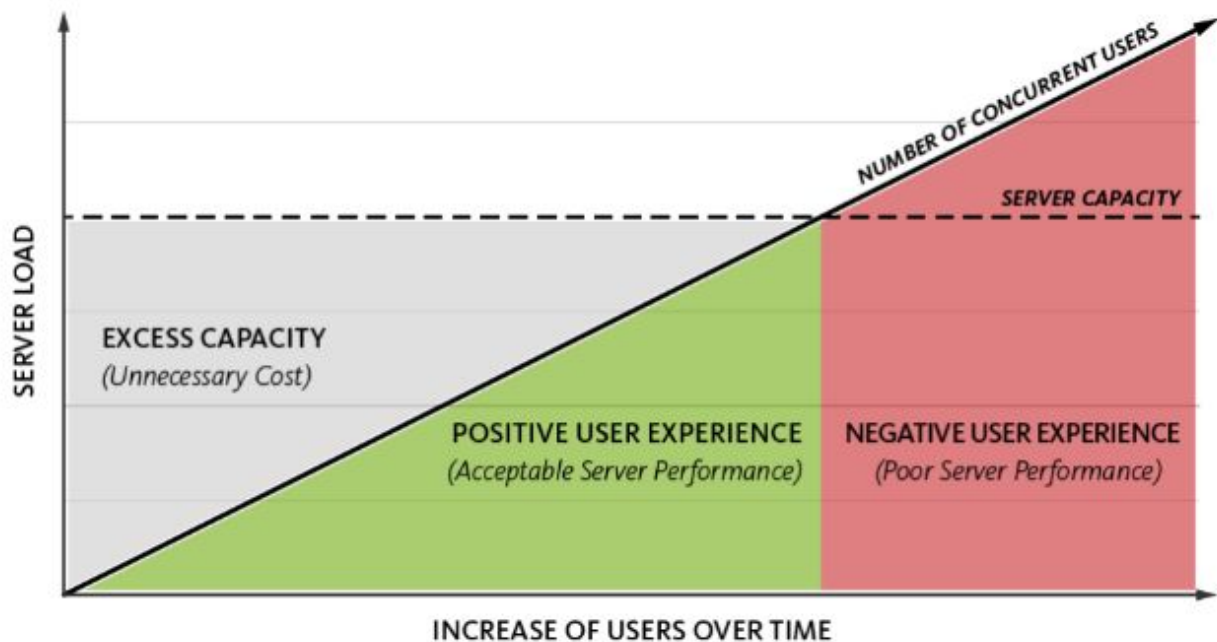 NUMBER OF CONCURRENT USERS
SERVER CAPACITY
SERVER LOAD
EXCESS CAPACITY
(Unnecessary Cost)
POSITIVE USER EXPERIENCE
(Acceptable Server Performance)
NEGATIVE USER EXPERIENCE
(Poor Server Performance)
INCREASE OF USERS OVER TIME